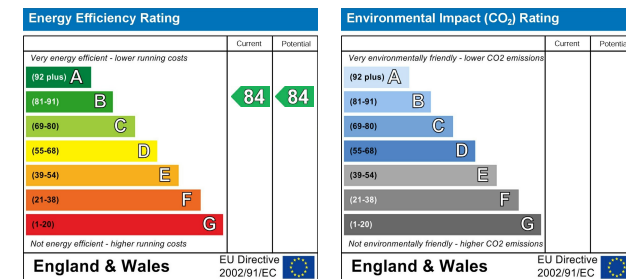 Energy Efficiency Rating
Current Potential
Very energy efficient - lower running costs
(92 plus) A
(81-91) B
84 84
(69-80) C
(55-68) D
(39-54) E
(21-38) F
(1-20) G
Not energy efficient - higher running costs
England & Wales
EU Directive
2002/91/EC
Environmental Impact (CO₂) Rating
Current Potential
Very environmentally friendly - lower CO2 emissions
(92 plus) A
(81-91) B
(69-80) C
(55-68) D
(39-54) E
(21-38) F
(1-20) G
Not environmentally friendly - higher CO2 emissions
England & Wales
EU Directive
2002/91/EC